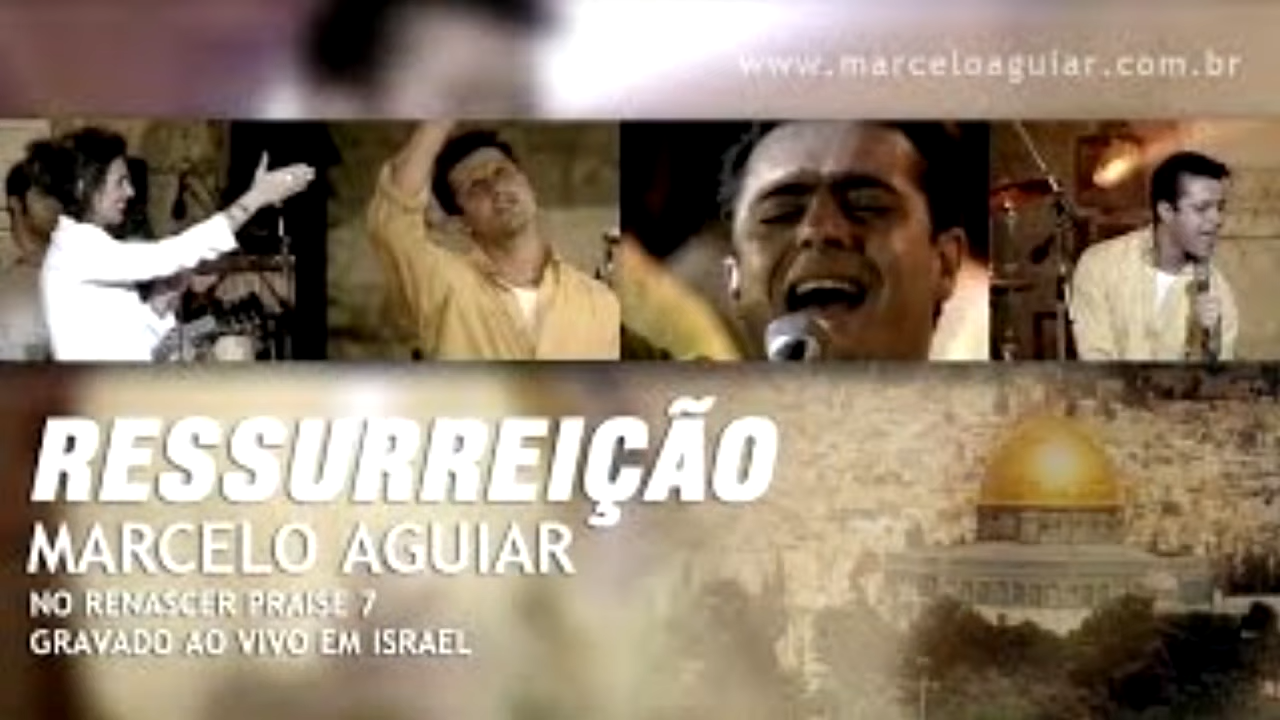 www.marceloaguiar.com.br
RESSURREIÇÃO
MARCELO AGUIAR
NO RENASCER PRAISE 7
GRAVADO AO VIVO EM ISRAEL